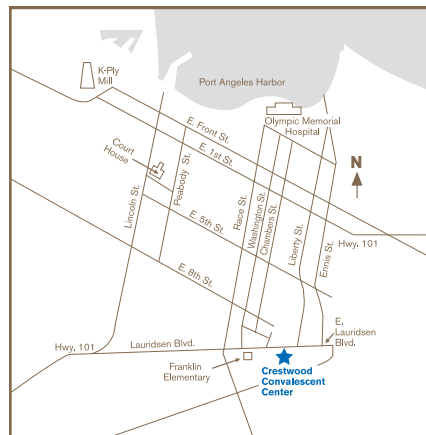 K-Ply
Mill
Port Angeles Harbor
Olympic Memorial
Hospital
E. Front St.
E. 1st St.
Court
House
Peabody St.
Lincoln St.
E. 5th St.
Race St.
Washington St.
Chambers St.
Liberty St.
Ennis St.
N
Hwy. 101
E. 8th St.
E.
Lauridsen
Blvd.
Lauridsen Blvd.
Hwy. 101
Franklin
Elementary
Crestwood
Convalescent
Center